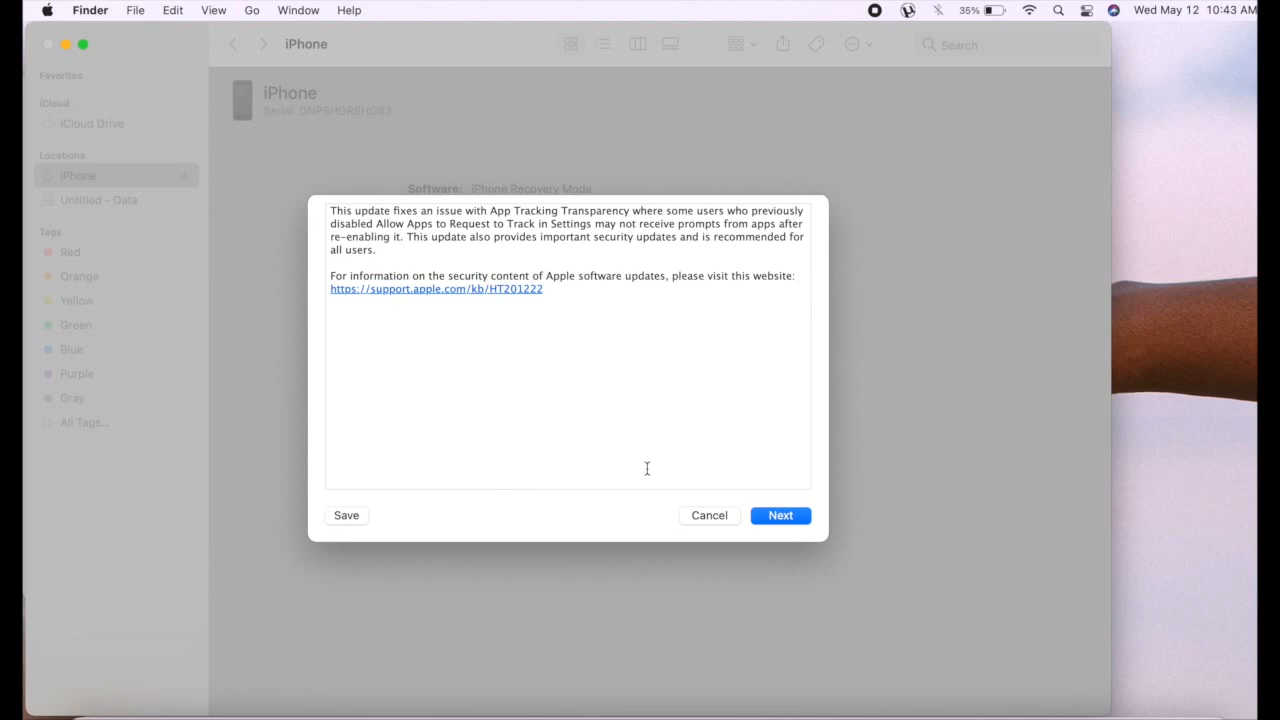 Finder File Edit View Go Window Help 35% Wed May 12 10:43 AM
iPhone
Search
Favorites
iCloud
iCloud Drive
Locations
iPhone
Untitled - Data
Tags
Red
Orange
Yellow
Green
Blue
Purple
Gray
All Tags...
iPhone
Software: iPhone Recovery Mode
This update fixes an issue with App Tracking Transparency where some users who previously
disabled Allow Apps to Request to Track in Settings may not receive prompts from apps after
re-enabling it. This update also provides important security updates and is recommended for
all users.
For information on the security content of Apple software updates, please visit this website:
https://support.apple.com/kb/HT201222
Save Cancel Next